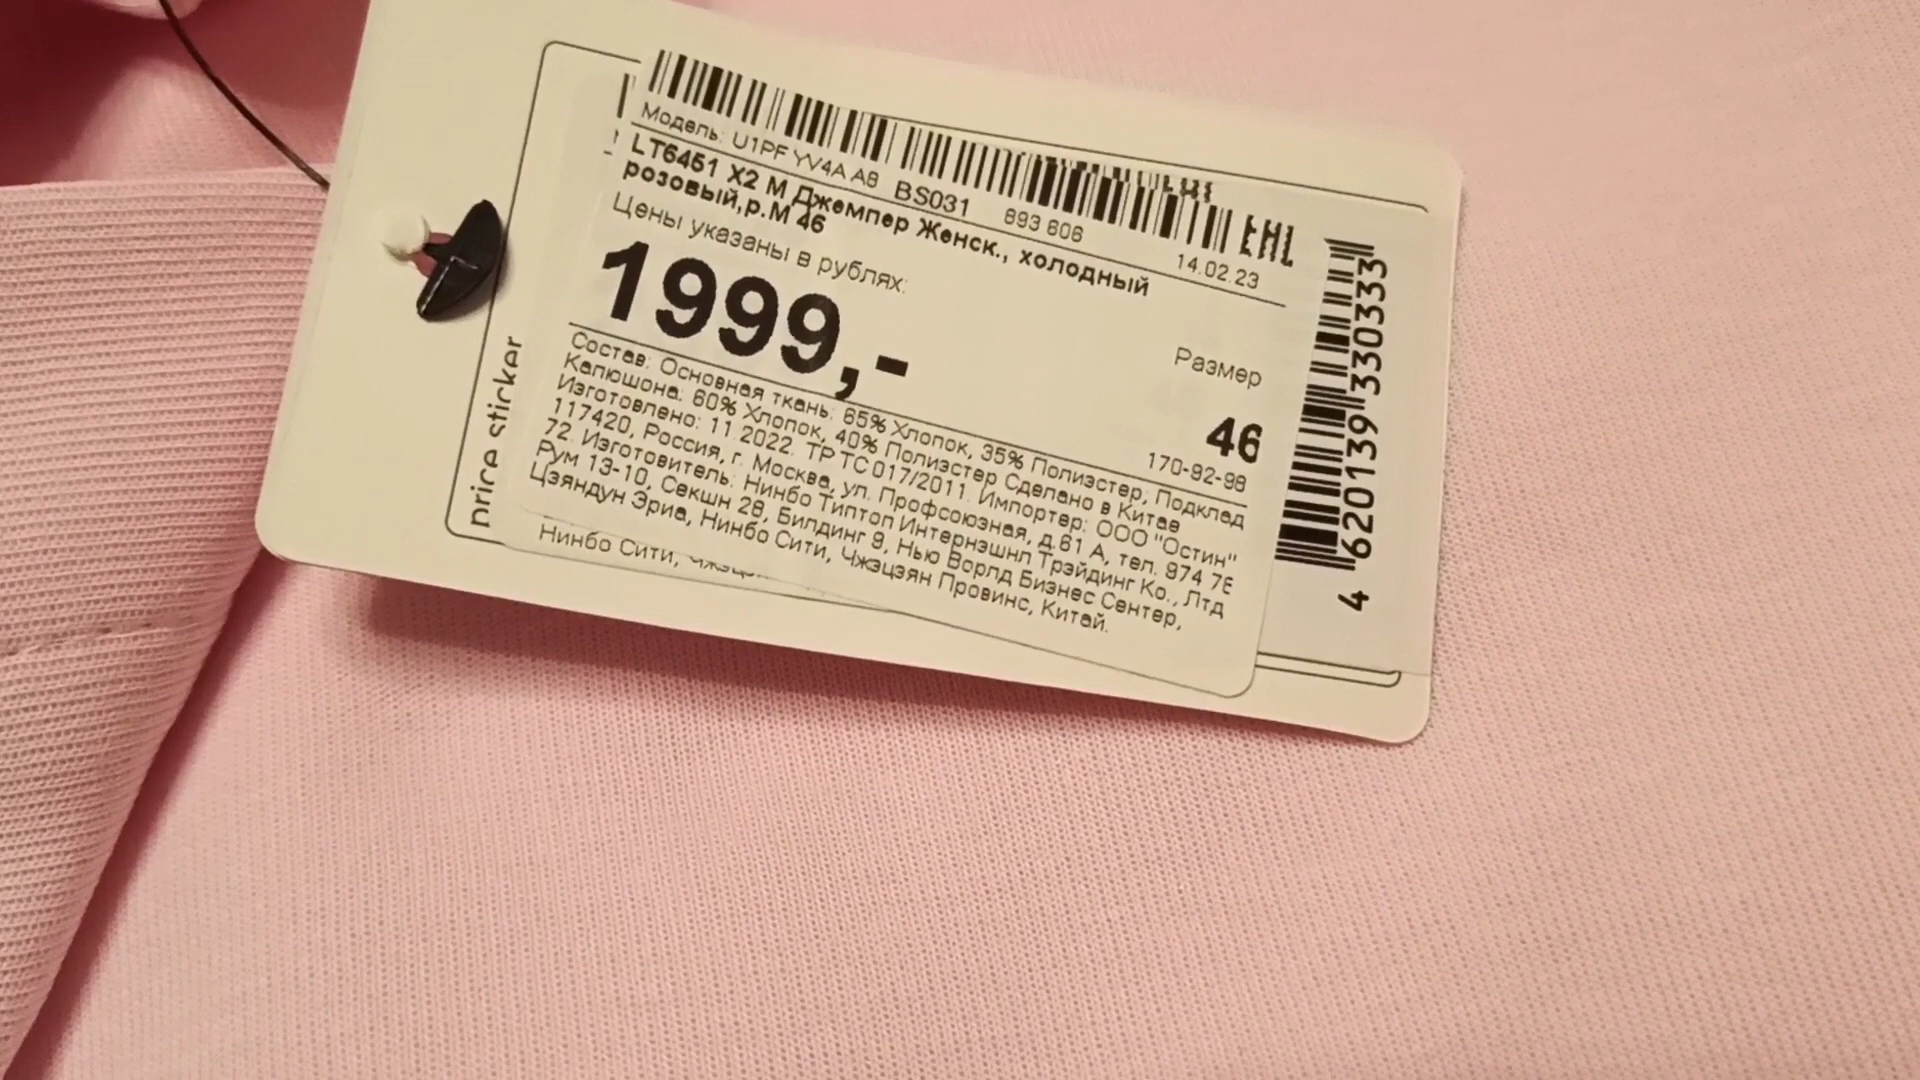 Модель: U1PF YV4A A8 BS031 893 606 14.02.23
LT6451 X2 M Джемпер Женск., холодный
розовый,р.M 46
Цены указаны в рублях:
1999,-
Размер
46
170-92-98
Состав: Основная ткань: 65% Хлопок, 35% Полиэстер; Подклад
Капюшона: 60% Хлопок, 40% Полиэстер Сделано в Китае
Изготовлено: 11.2022. ТР ТС 017/2011. Импортер: ООО "Остин"
117420, Россия, г. Москва, ул. Профсоюзная, д.61 А, тел. 974 76
72. Изготовитель: Нинбо Типтоп Интернэшнл Трэйдинг Ко., Лтд
Рум 13-10, Секшн 28, Билдинг 9, Нью Ворлд Бизнес Сентер,
Цзяндун Эриа, Нинбо Сити, Чжэцзян Провинс, Китай.
Нинбо Сити,
price sticker
EAC
4 620139 330333